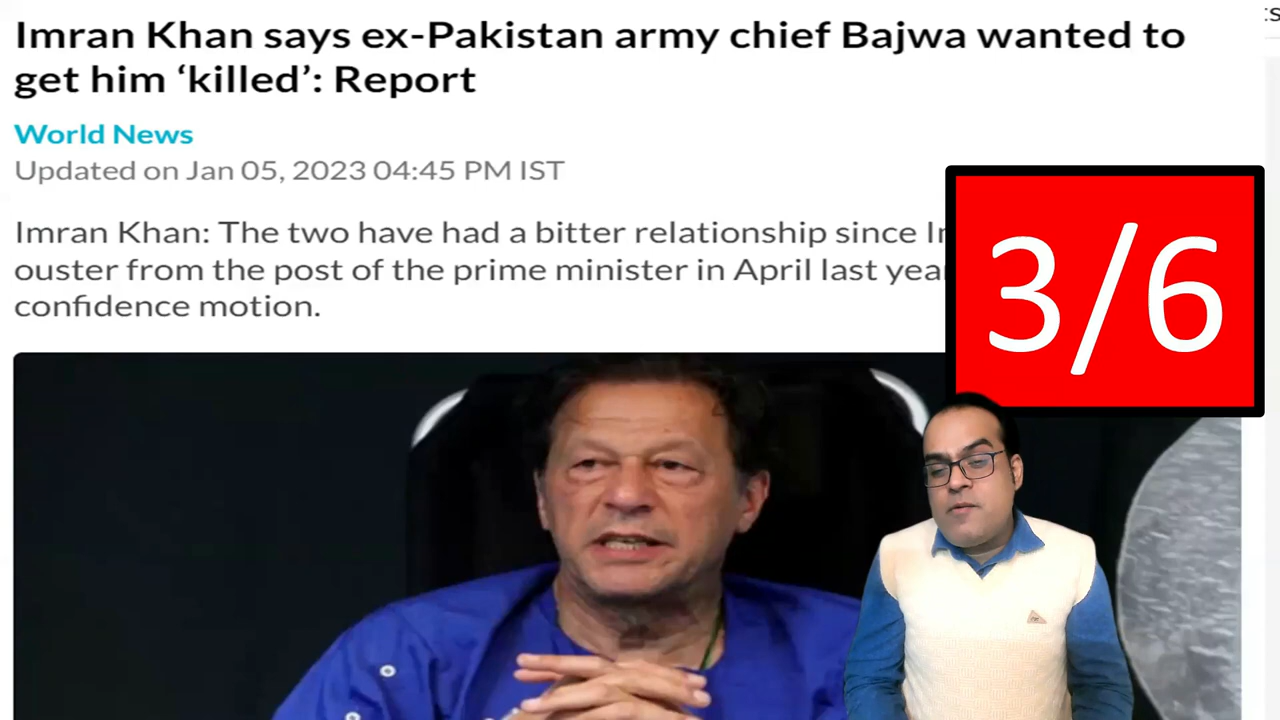 Imran Khan says ex-Pakistan army chief Bajwa wanted to
get him ‘killed’: Report
World News
Updated on Jan 05, 2023 04:45 PM IST
Imran Khan: The two have had a bitter relationship since
ouster from the post of the prime minister in April last
confidence motion.
3/6